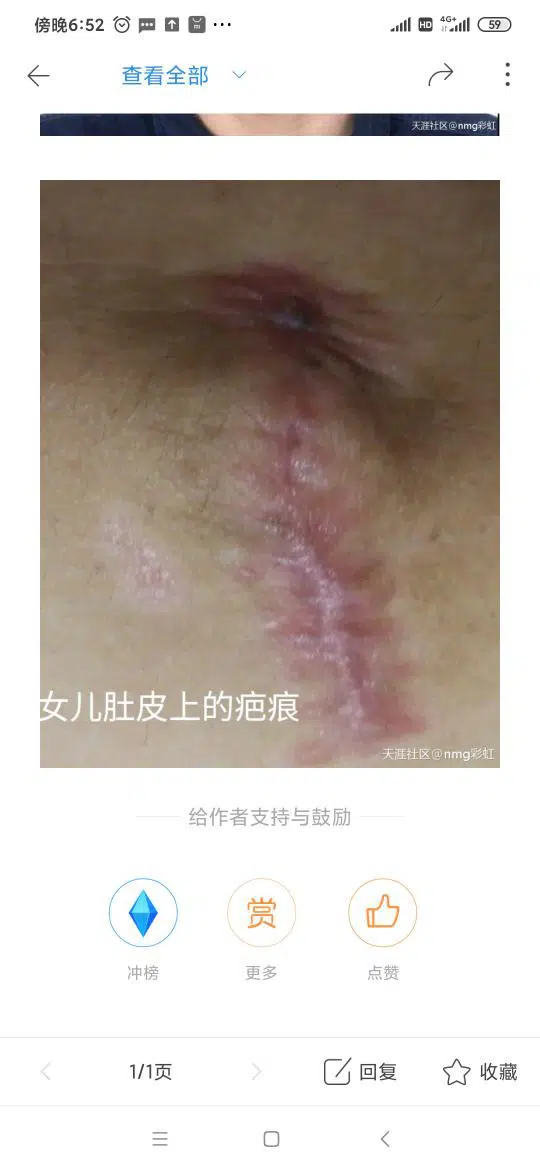 傍晚6:52
HD 4G+ 59
查看全部
天涯社区@nmg彩虹
女儿肚皮上的疤痕
天涯社区@nmg彩虹
给作者支持与鼓励
赏
冲榜 更多 点赞
1/1页 回复 收藏